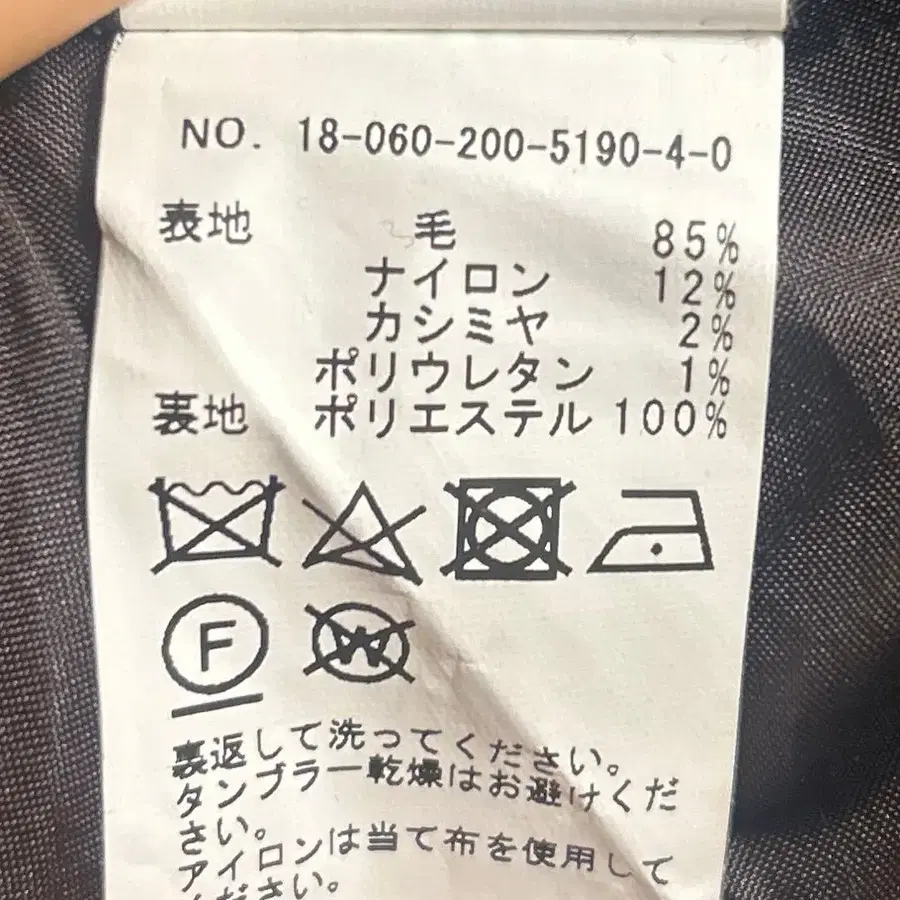 NO. 18-060-200-5190-4-0
表地 毛 85%
ナイロン 12%
カシミヤ 2%
ポリウレタン 1%
裏地 ポリエステル 100%
F W
裏返して洗ってください。
タンブラー乾燥はお避けくだ
さい。
アイロンは当て布を使用して
ください。